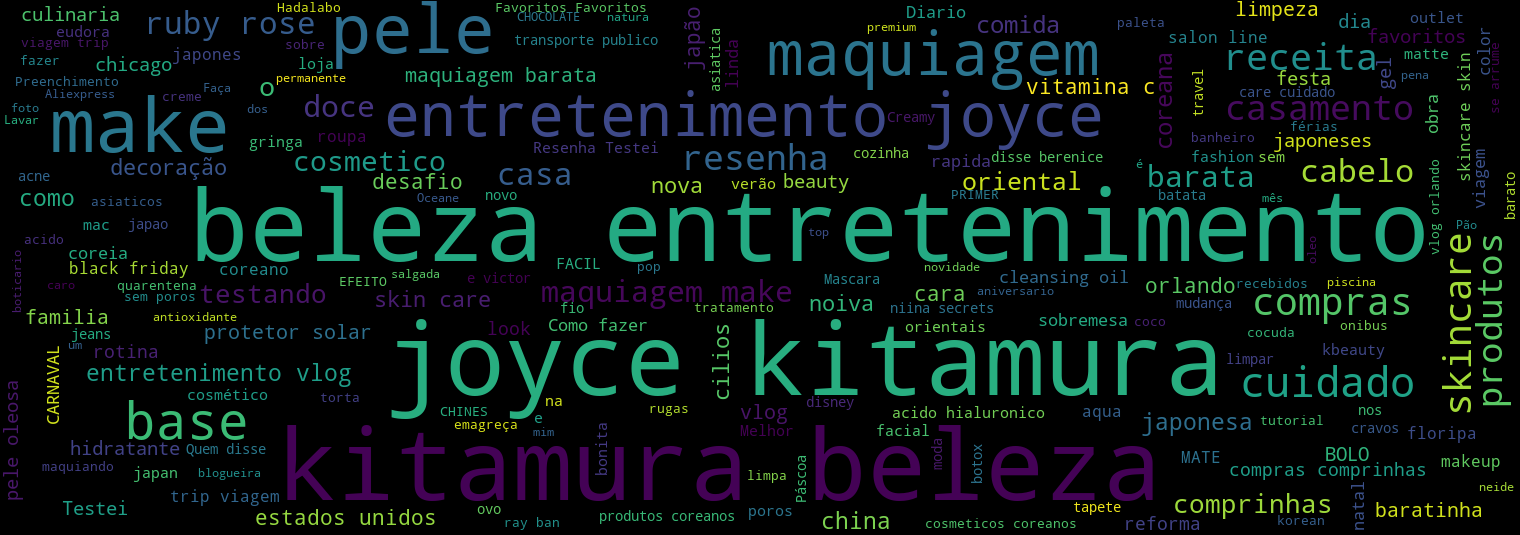 culinaria
Hadalabo
Favoritos Favoritos
eudora
ruby rose
pele
CHOCOLATE
natura
Diario
comida
limpeza
dia
paleta
outlet
viagem trip
japones
sobre
transporte publico
japão
linda
asiatica
premium
maquiagem
salon line
receita
favoritos
color
se arrume
fazer
chicago
loja
matte
Preenchimento
permanente
maquiagem barata
vitamina c
travel
festa
gel
pena
skincare skin
Aliexpress
creme
Faça
o
care cuidado
foto
Lavar
make
dos
doce
entretenimento joyce
Creamy
coreana
casamento
obra
férias
gringa
roupa
Resenha Testei
cozinha
rapida
banheiro
japoneses
decoração
cosmetico
casa
resenha
disse berenice
fashion
sem
acne
desafio
nova
verão
beauty
oriental
é
barata
cabelo
viagem
barato
como
asiaticos
Oceane
novo
PRIMER
batata
mês
mac
japao
beleza entretenimento
top
vlog orlando
Pão
coreia
black friday
coreano
EFEITO
salgada
FACIL
pop
Mascara
novidade
cleansing oil
oleo
boticario
caro
quarentena
sem poros
testando
skin care
e victor
maquiagem make
tratamento
noiva
cara
aniversario
orlando
recebidos
piscina
mudança
compras
skincare
produtos
familia
antioxidante
fio
niina secrets
jeans
protetor solar
look
Como fazer
cilios
orientais
sobremesa
coco
cocuda
onibus
um
rotina
joyce kitamura
limpar
kbeauty
CARNAVAL
entretenimento vlog
cuidado
pele oleosa
cosmético
torta
na
rugas
disney
base
CHINES
e
vlog
acido hialuronico
aqua
japonesa
tutorial
nos
emagreça
mim
Melhor
facial
cravos
floripa
hidratante
Quem disse
bonita
kitamura beleza
moda
botox
MATE
BOLO
maquiando
japan
blogueira
limpa
Páscoa
compras comprinhas
makeup
trip viagem
neide
Testei
ovo
poros
tapete
comprinhas
natal
baratinha
estados unidos
ray ban
produtos coreanos
china
cosmeticos coreanos
reforma
korean
acido